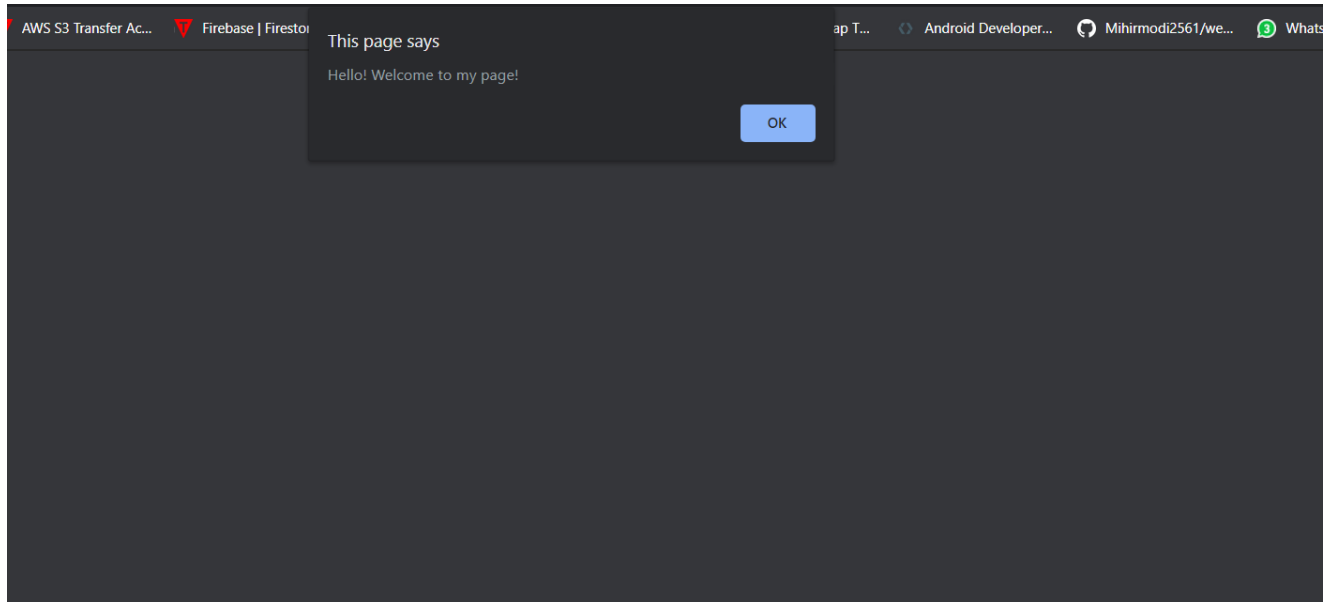 AWS S3 Transfer Ac... Firebase | Firestor ap T... Android Developer... Mihirmodi2561/we... 3 Whats
This page says
Hello! Welcome to my page!
OK